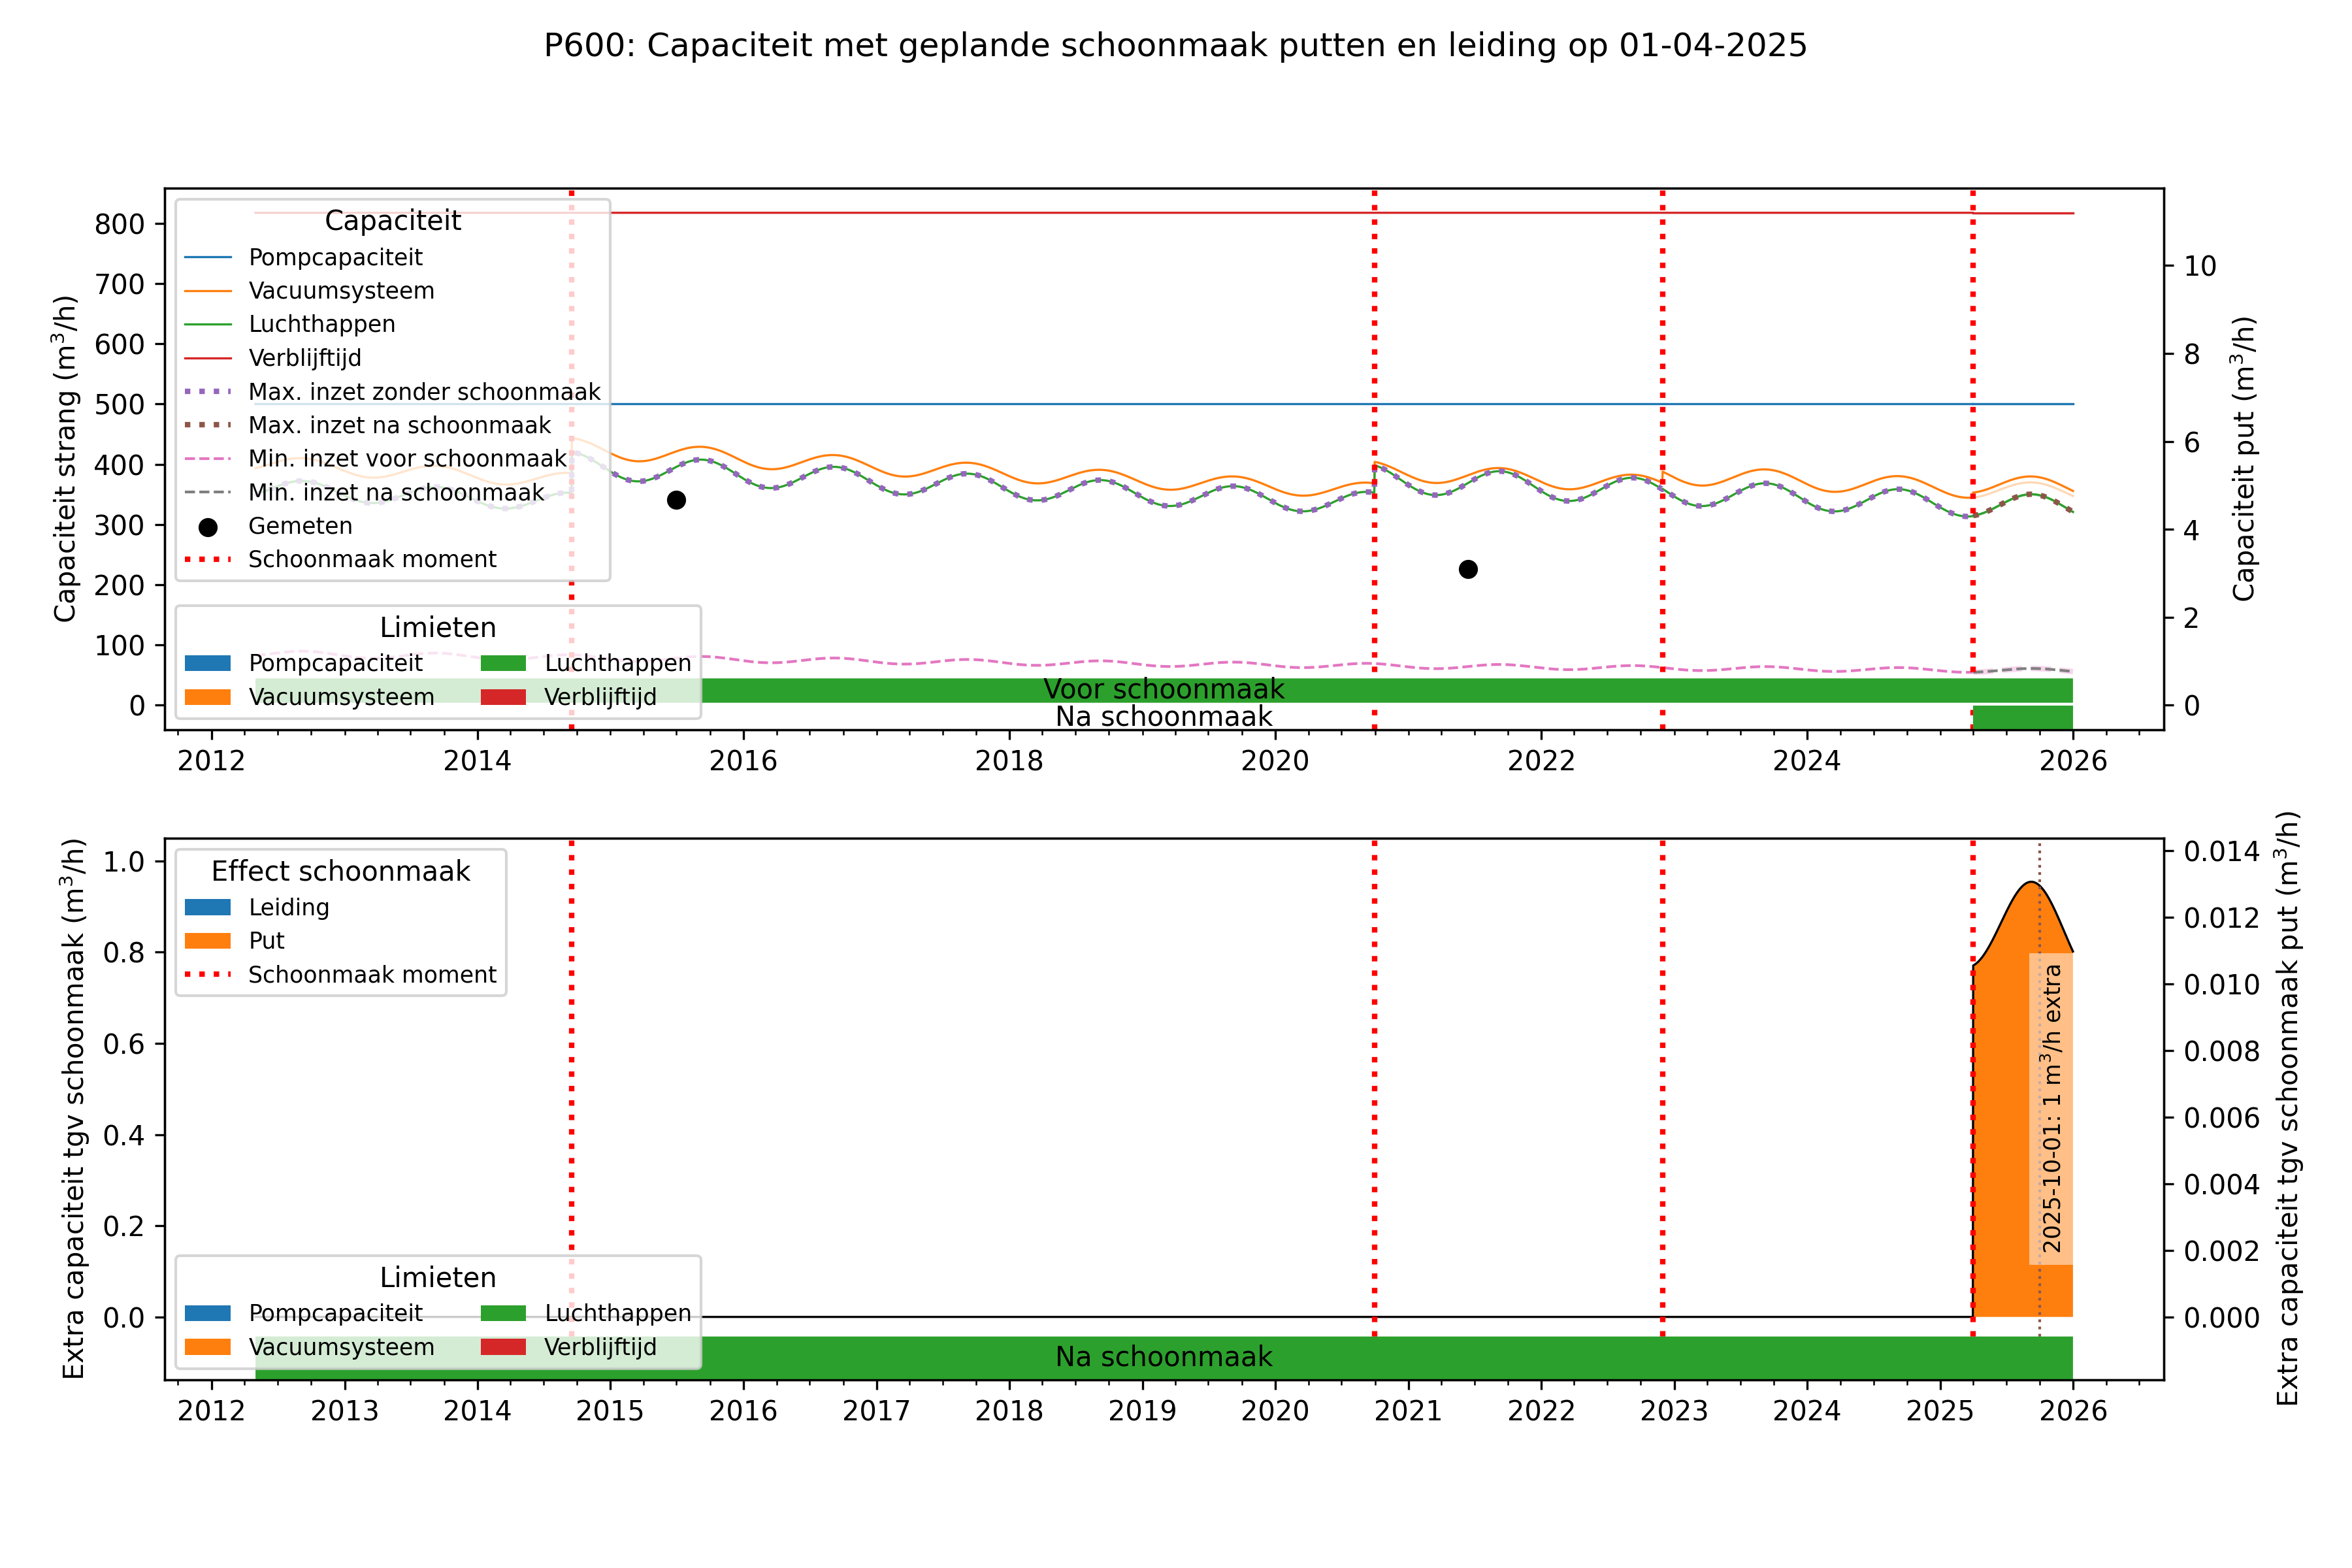 P600: Capaciteit met geplande schoonmaak putten en leiding op 01-04-2025
Capaciteit strang (m³/h)
800
700
600
500
400
300
200
100
0
Capaciteit
Pompcapaciteit
Vacuumsysteem
Luchthappen
Verblijftijd
Max. inzet zonder schoonmaak
Max. inzet na schoonmaak
Min. inzet voor schoonmaak
Min. inzet na schoonmaak
Gemeten
Schoonmaak moment
Limieten
Pompcapaciteit Luchthappen
Vacuumsysteem Verblijftijd
Voor schoonmaak
Na schoonmaak
10
8
6
4
2
0
Capaciteit put (m³/h)
2012 2014 2016 2018 2020 2022 2024 2026
Extra capaciteit tgv schoonmaak (m³/h)
1.0
0.8
0.6
0.4
0.2
0.0
Effect schoonmaak
Leiding
Put
Schoonmaak moment
Limieten
Pompcapaciteit Luchthappen
Vacuumsysteem Verblijftijd
Na schoonmaak
2025-10-01: 1 m³/h extra
0.014
0.012
0.010
0.008
0.006
0.004
0.002
0.000
Extra capaciteit tgv schoonmaak put (m³/h)
2012 2013 2014 2015 2016 2017 2018 2019 2020 2021 2022 2023 2024 2025 2026